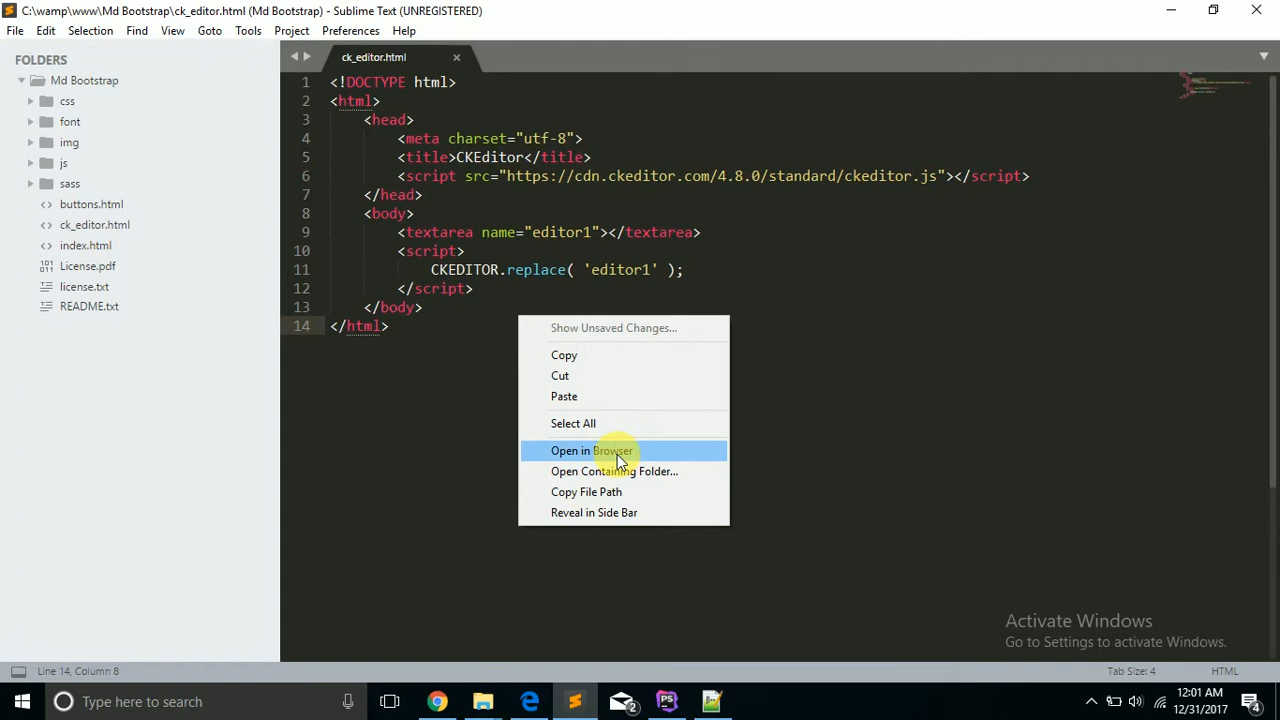 C:\wamp\www\Md Bootstrap\ck_editor.html (Md Bootstrap) - Sublime Text (UNREGISTERED)
File Edit Selection Find View Goto Tools Project Preferences Help
FOLDERS
Md Bootstrap
css
font
img
js
sass
buttons.html
ck_editor.html
index.html
License.pdf
license.txt
README.txt
ck_editor.html
1 <!DOCTYPE html>
2 <html>
3 <head>
4 <meta charset="utf-8">
5 <title>CKEditor</title>
6 <script src="https://cdn.ckeditor.com/4.8.0/standard/ckeditor.js"></script>
7 </head>
8 <body>
9 <textarea name="editor1"></textarea>
10 <script>
11 CKEDITOR.replace( 'editor1' );
12 </script>
13 </body>
14 </html>
Show Unsaved Changes...
Copy
Cut
Paste
Select All
Open in Browser
Open Containing Folder...
Copy File Path
Reveal in Side Bar
Activate Windows
Go to Settings to activate Windows.
Line 14, Column 8
Tab Size: 4
HTML
Type here to search
2
PS
12:01 AM
12/31/2017
4